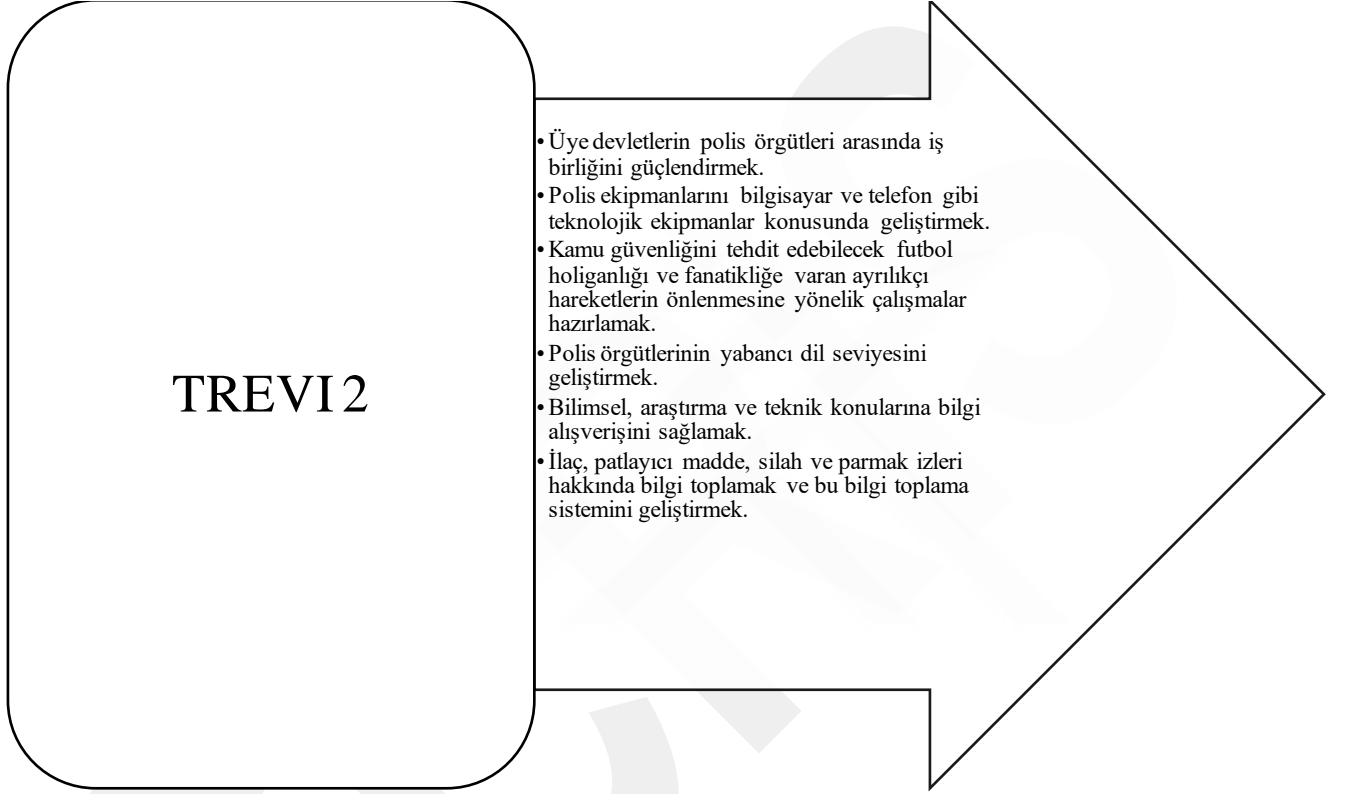 TREVI 2
• Üye devletlerin polis örgütleri arasında iş
birliğini güçlendirmek.
• Polis ekipmanlarını bilgisayar ve telefon gibi
teknolojik ekipmanlar konusunda geliştirmek.
• Kamu güvenliğini tehdit edebilecek futbol
holiganlığı ve fanatikliğe varan ayrılıkçı
hareketlerin önlenmesine yönelik çalışmalar
hazırlamak.
• Polis örgütlerinin yabancı dil seviyesini
geliştirmek.
• Bilimsel, araştırma ve teknik konularına bilgi
alışverişini sağlamak.
• İlaç, patlayıcı madde, silah ve parmak izleri
hakkında bilgi toplamak ve bu bilgi toplama
sistemini geliştirmek.